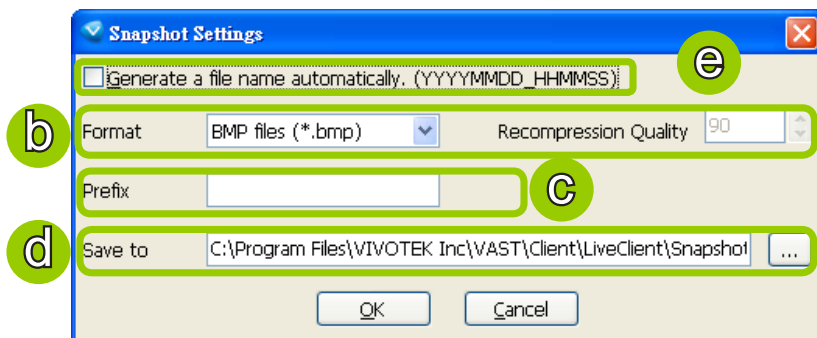 Snapshot Settings
e
Generate a file name automatically. (YYYYMMDD_HHMMSS)
b
Format BMP files (*.bmp) Recompression Quality 90
Prefix
c
d
Save to C:\Program Files\VIVOTEK Inc\VAST\Client\LiveClient\Snapshot ...
OK Cancel